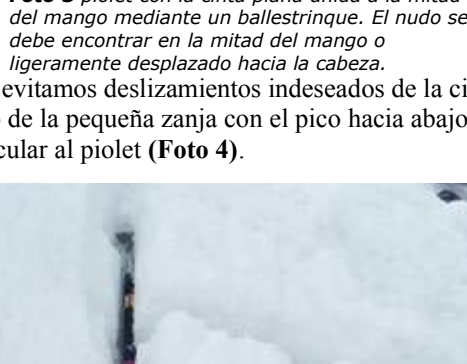 Foto 3 piolet con la cinta plana anida a la mitad
del mango mediante un ballestrinque. El nudo se
debe encontrar en la mitad del mango o
ligeramente desplazado hacia la cabeza.
evitamos deslizamientos indeseados de la ci
de la pequeña zanja con el pico hacia abajo
cular al piolet (Foto 4).